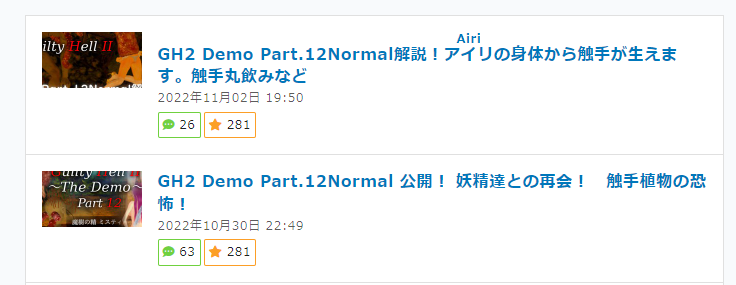 Airi
ilty Hell II
GH2 Demo Part.12Normal解説！アイリの身体から触手が生えま
す。触手丸飲みなど
2022年11月02日 19:50
26
281
Hell II
～The Demo～
Part 12
魔樹の精 ミスティ
GH2 Demo Part.12Normal 公開！ 妖精達との再会！　触手植物の恐
怖！
2022年10月30日 22:49
63
281